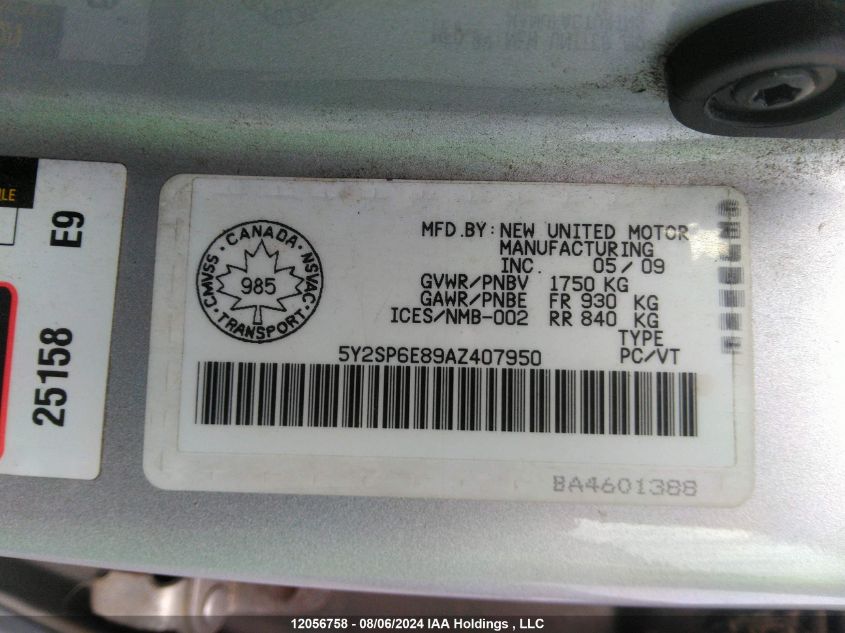 ILE
E9
25158
CMVSS · CANADA · NSVAC
985
TRANSPORT
MFD.BY: NEW UNITED MOTOR
MANUFACTURING
INC. 05/09
GVWR/PNBV 1750 KG
GAWR/PNBE FR 930 KG
ICES/NMB-002 RR 840 KG
TYPE
5Y2SP6E89AZ407950 PC/VT
BA4601388
12056758 - 08/06/2024 IAA Holdings , LLC